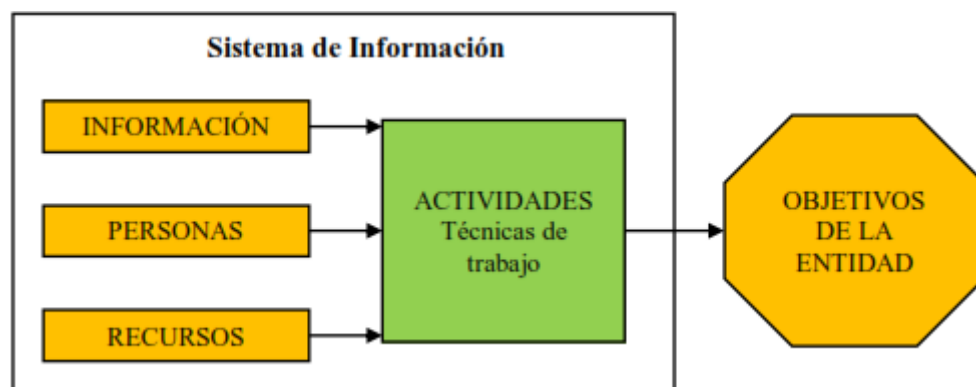 Sistema de Información
INFORMACIÓN
PERSONAS
RECURSOS
ACTIVIDADES
Técnicas de
trabajo
OBJETIVOS
DE LA
ENTIDAD